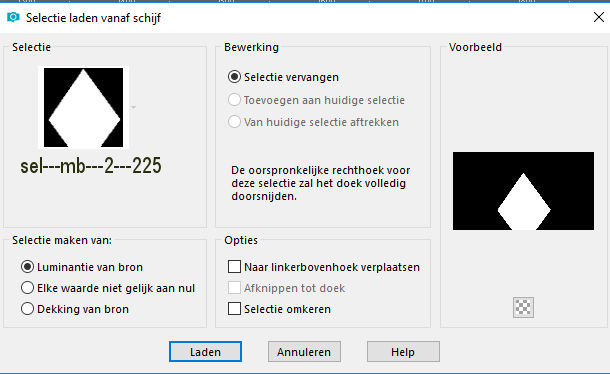 Selectie laden vanaf schijf
Selectie
sel---mb---2---225
Bewerking
Selectie vervangen
Toevoegen aan huidige selectie
Van huidige selectie aftrekken
De oorspronkelijke rechthoek voor
deze selectie zal het doek volledig
doorsnijden.
Voorbeeld
Selectie maken van:
Luminantie van bron
Elke waarde niet gelijk aan nul
Dekking van bron
Opties
Naar linkerbovenhoek verplaatsen
Afknippen tot doek
Selectie omkeren
Laden
Annuleren
Help